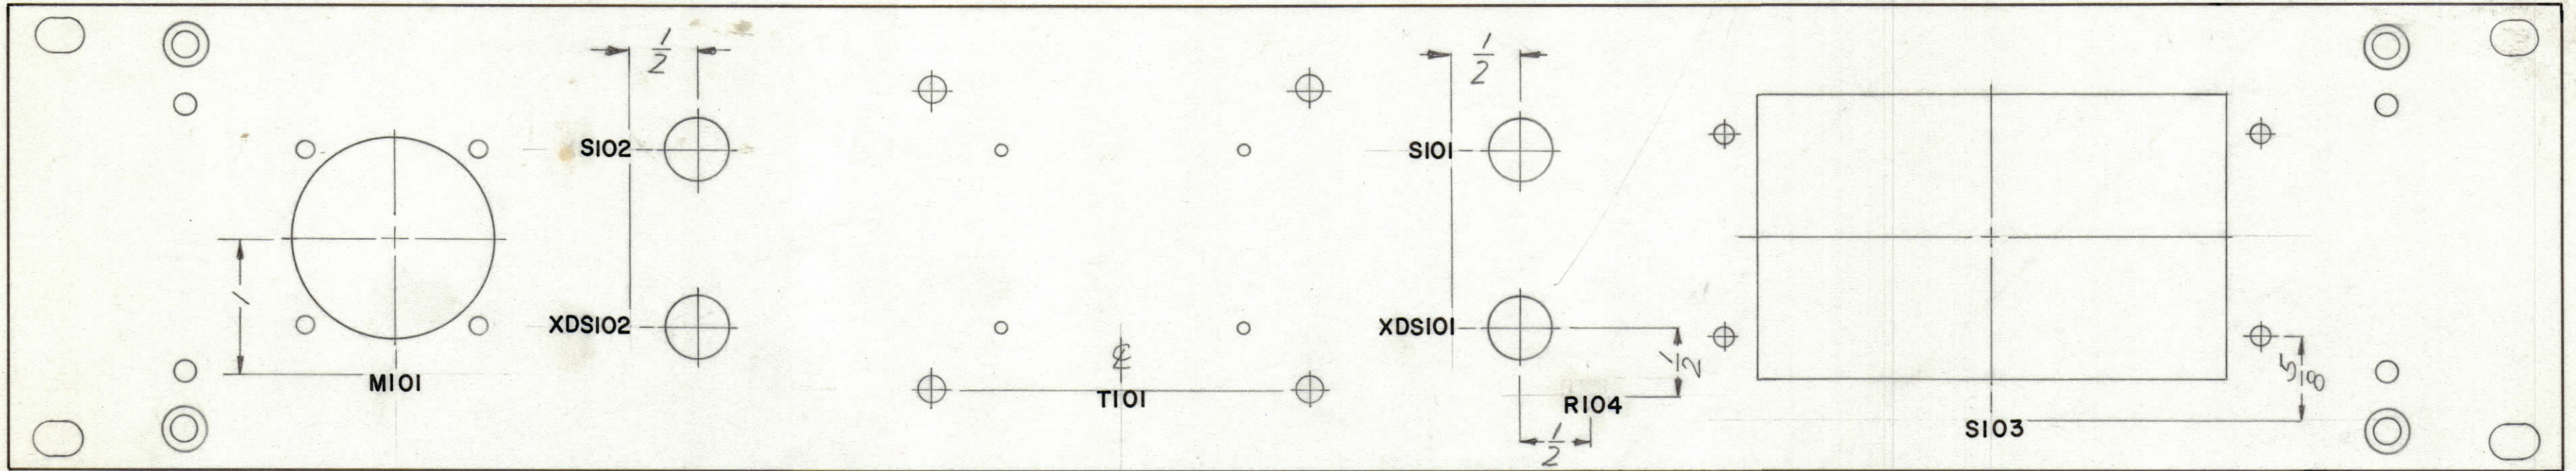 1/2
1/2
S102
S101
1
XDS102
XDS101
℄
1/2
5/8
M101
T101
R104
S103
1/2